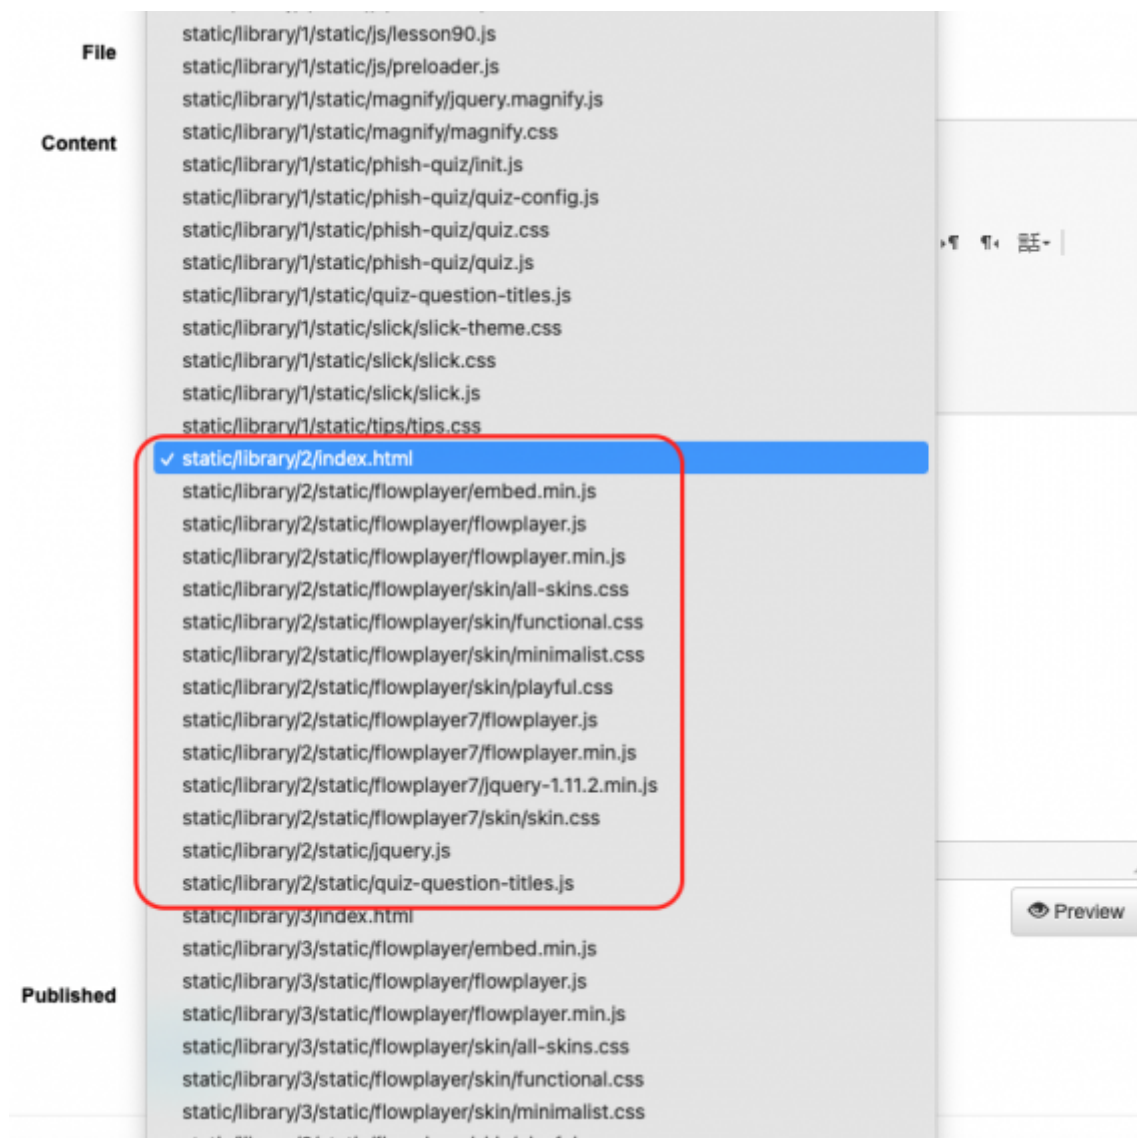 static/library/1/static/js/lesson90.js
File
static/library/1/static/js/preloader.js
static/library/1/static/magnify/jquery.magnify.js
static/library/1/static/magnify/magnify.css
Content
static/library/1/static/phish-quiz/init.js
static/library/1/static/phish-quiz/quiz-config.js
static/library/1/static/phish-quiz/quiz.css
static/library/1/static/phish-quiz/quiz.js
static/library/1/static/quiz-question-titles.js
static/library/1/static/slick/slick-theme.css
static/library/1/static/slick/slick.css
static/library/1/static/slick/slick.js
static/library/1/static/tips/tips.css
✓ static/library/2/index.html
static/library/2/static/flowplayer/embed.min.js
static/library/2/static/flowplayer/flowplayer.js
static/library/2/static/flowplayer/flowplayer.min.js
static/library/2/static/flowplayer/skin/all-skins.css
static/library/2/static/flowplayer/skin/functional.css
static/library/2/static/flowplayer/skin/minimalist.css
static/library/2/static/flowplayer/skin/playful.css
static/library/2/static/flowplayer7/flowplayer.js
static/library/2/static/flowplayer7/flowplayer.min.js
static/library/2/static/flowplayer7/jquery-1.11.2.min.js
static/library/2/static/flowplayer7/skin/skin.css
static/library/2/static/jquery.js
static/library/2/static/quiz-question-titles.js
static/library/3/index.html
Preview
static/library/3/static/flowplayer/embed.min.js
static/library/3/static/flowplayer/flowplayer.js
Published
static/library/3/static/flowplayer/flowplayer.min.js
static/library/3/static/flowplayer/skin/all-skins.css
static/library/3/static/flowplayer/skin/functional.css
static/library/3/static/flowplayer/skin/minimalist.css